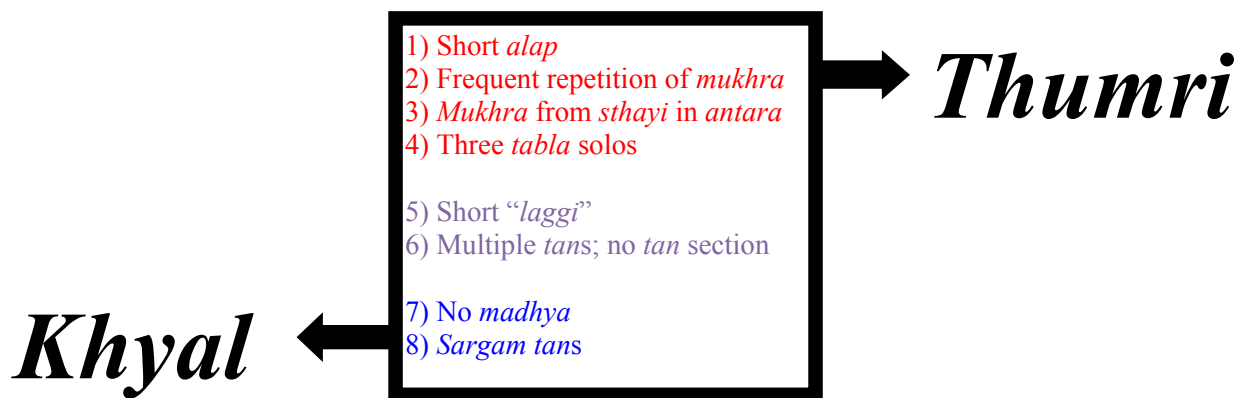 1) Short alap
2) Frequent repetition of mukhra
3) Mukhra from sthayi in antara
4) Three tabla solos
Thumri
5) Short “laggi”
6) Multiple tans; no tan section
7) No madhya
8) Sargam tans
Khyal